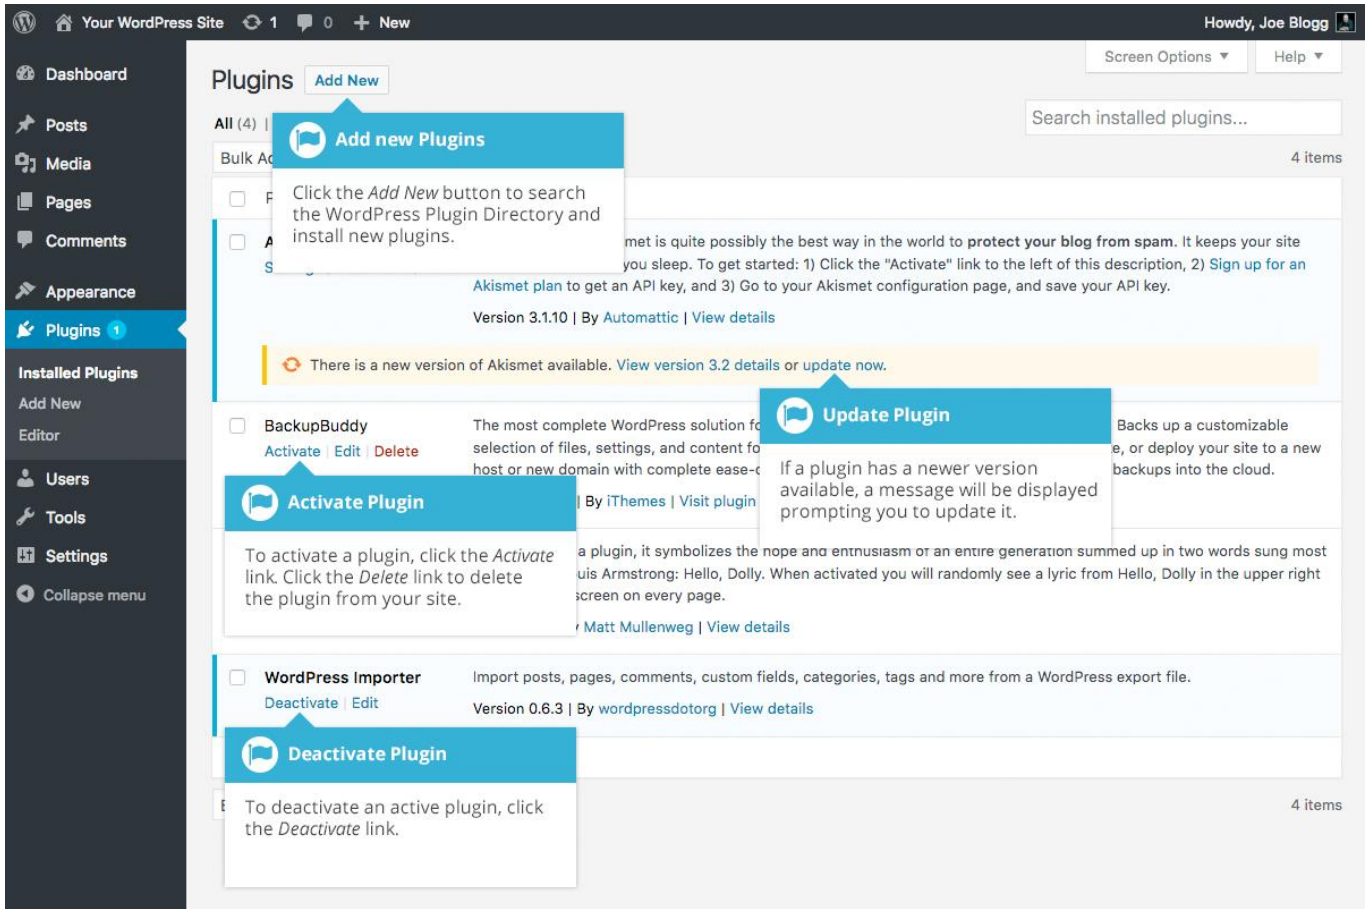 Your WordPress Site 1 0 + New Howdy, Joe Blogg
Dashboard
Posts
Media
Pages
Comments
Appearance
Plugins 1
Installed Plugins
Add New
Editor
Users
Tools
Settings
Collapse menu
Screen Options Help
Plugins Add New
All (4) |
Search installed plugins...
Bulk
4 items
Add new Plugins
Click the Add New button to search
the WordPress Plugin Directory and
install new plugins.
is quite possibly the best way in the world to protect your blog from spam. It keeps your site
you sleep. To get started: 1) Click the "Activate" link to the left of this description, 2) Sign up for an
Akismet plan to get an API key, and 3) Go to your Akismet configuration page, and save your API key.
Version 3.1.10 | By Automattic | View details
There is a new version of Akismet available. View version 3.2 details or update now.
Update Plugin
If a plugin has a newer version
available, a message will be displayed
prompting you to update it.
BackupBuddy
Activate | Edit | Delete
The most complete WordPress solution Backs up a customizable
selection of files, settings, and content or deploy your site to a new
host or new domain with complete backups into the cloud.
| By iThemes | Visit plugin
Activate Plugin
To activate a plugin, click the Activate
link. Click the Delete link to delete
the plugin from your site.
a plugin, it symbolizes the hope and enthusiasm of an entire generation summed up in two words sung most
Armstrong: Hello, Dolly. When activated you will randomly see a lyric from Hello, Dolly in the upper right
screen on every page.
Matt Mullenweg | View details
WordPress Importer
Deactivate | Edit
Import posts, pages, comments, custom fields, categories, tags and more from a WordPress export file.
Version 0.6.3 | By wordpressdotorg | View details
Deactivate Plugin
To deactivate an active plugin, click
the Deactivate link.
4 items